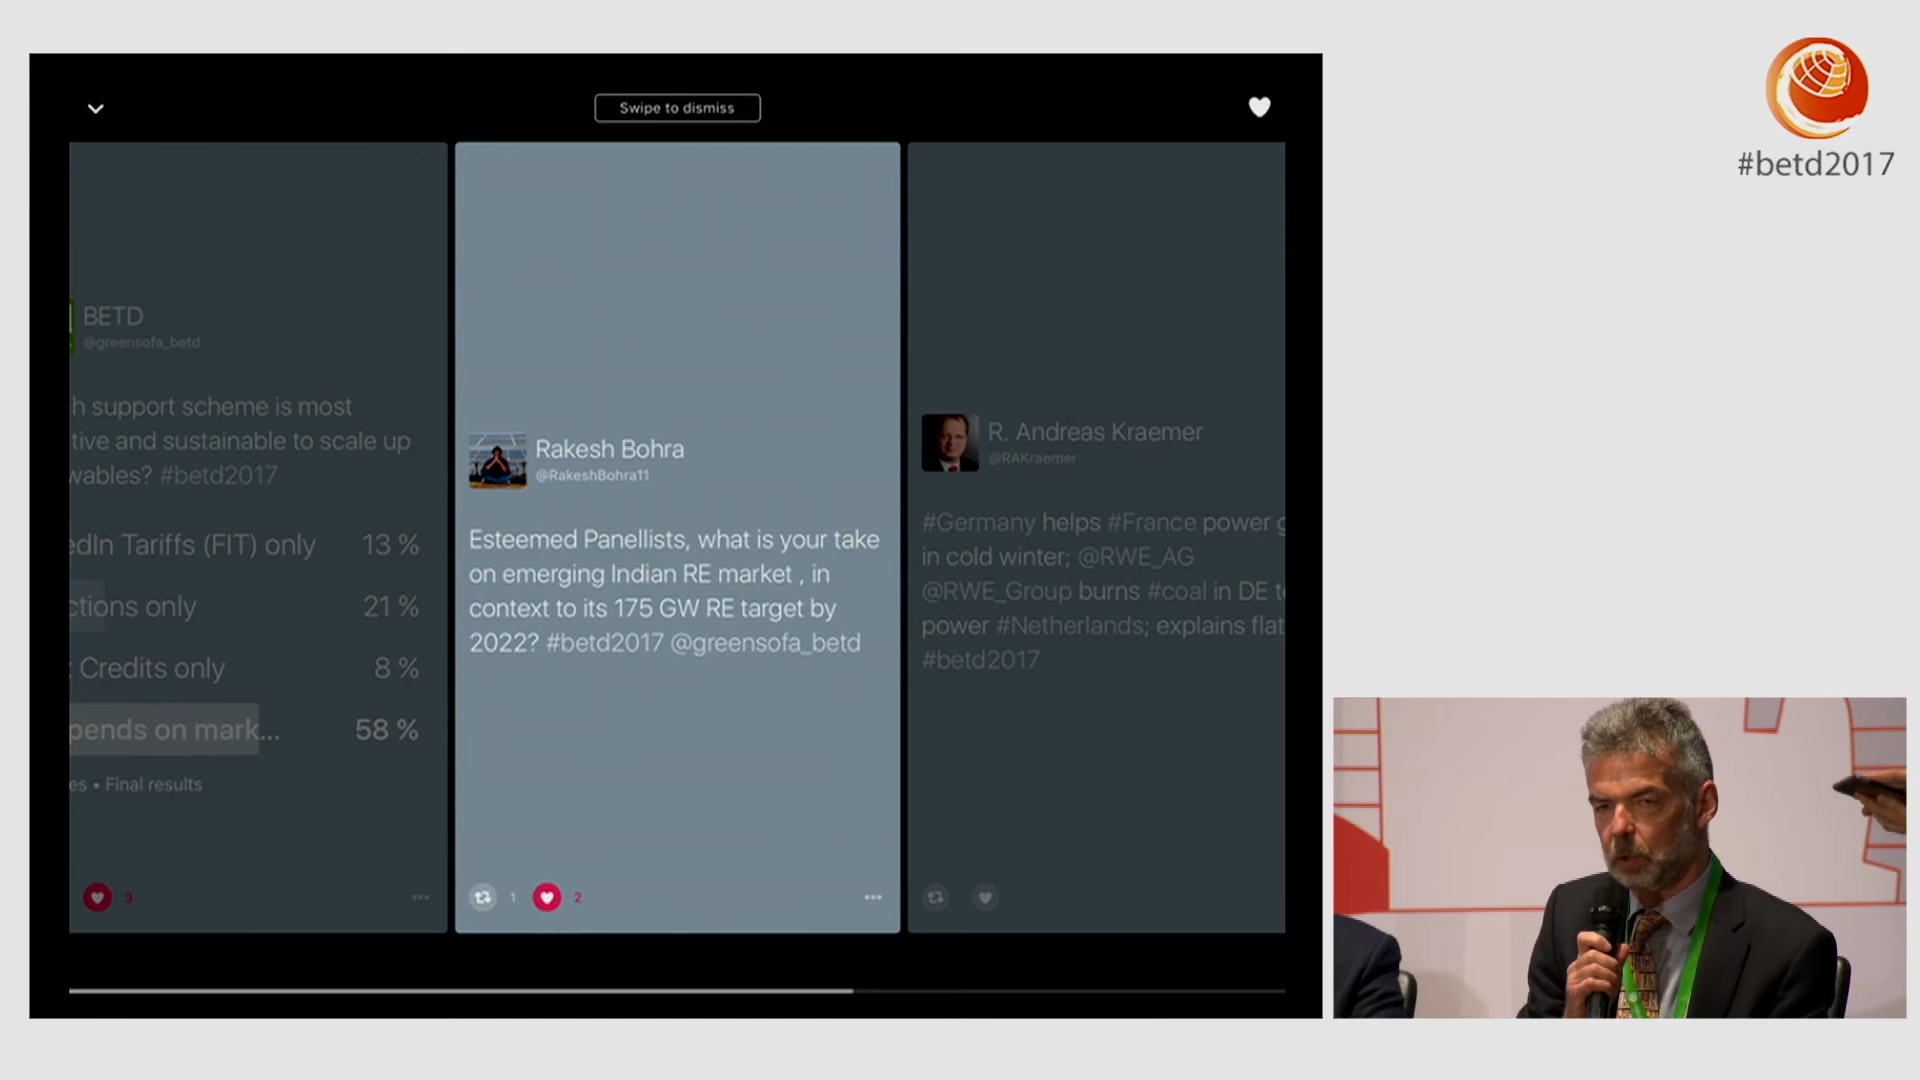 Swipe to dismiss
#betd2017
BETD
@greensofa_betd
h support scheme is most
tive and sustainable to scale up
wables? #betd2017
edIn Tariffs (FIT) only 13 %
ctions only 21 %
Credits only 8 %
pends on mark... 58 %
es • Final results
3
Rakesh Bohra
@RakeshBohra11
Esteemed Panellists, what is your take
on emerging Indian RE market , in
context to its 175 GW RE target by
2022? #betd2017 @greensofa_betd
1 2
R. Andreas Kraemer
@RAKraemer
#Germany helps #France power g
in cold winter; @RWE_AG
@RWE_Group burns #coal in DE to
power #Netherlands; explains flat
#betd2017